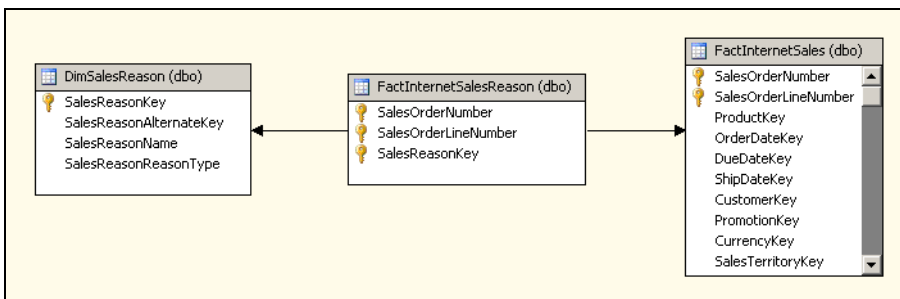 DimSalesReason (dbo)
SalesReasonKey
SalesReasonAlternateKey
SalesReasonName
SalesReasonReasonType
FactInternetSalesReason (dbo)
SalesOrderNumber
SalesOrderLineNumber
SalesReasonKey
FactInternetSales (dbo)
SalesOrderNumber
SalesOrderLineNumber
ProductKey
OrderDateKey
DueDateKey
ShipDateKey
CustomerKey
PromotionKey
CurrencyKey
SalesTerritoryKey